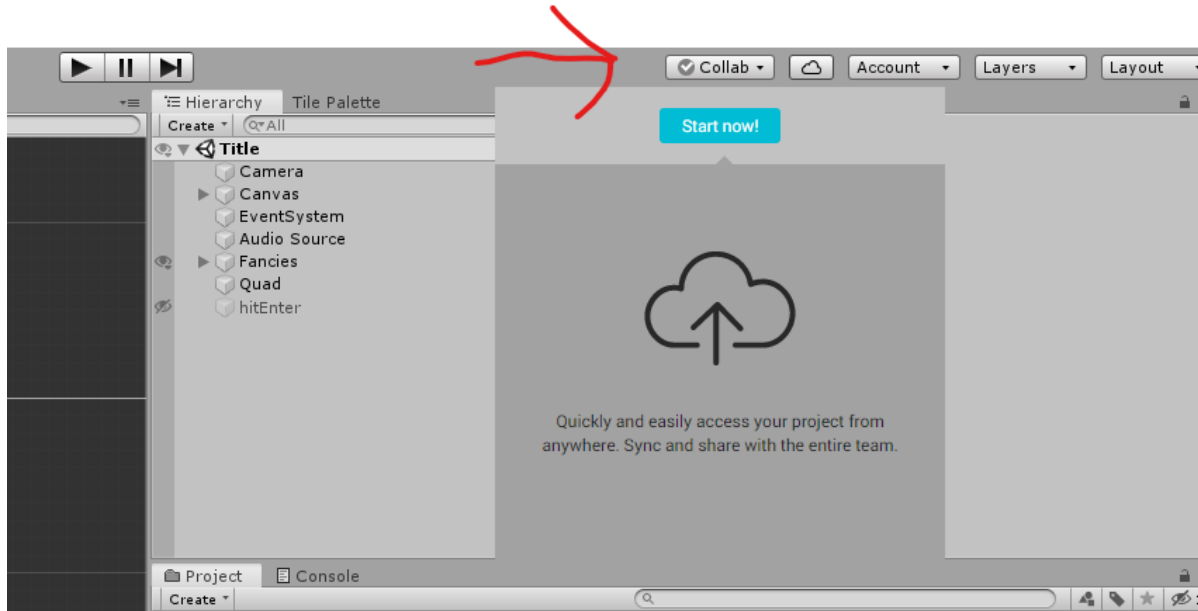 Collab
Account
Layers
Layout
Hierarchy
Tile Palette
Create
All
Start now!
Title
Camera
Canvas
EventSystem
Audio Source
Fancies
Quad
hitEnter
Quickly and easily access your project from
anywhere. Sync and share with the entire team.
Project
Console
Create